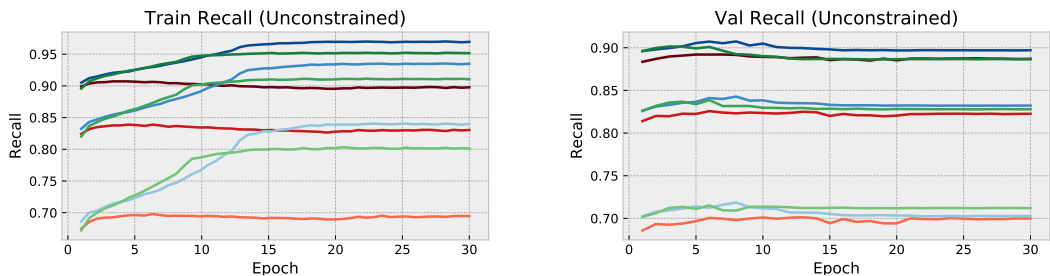 Train Recall (Unconstrained)
0.95
0.90
0.85
0.80
0.75
0.70
Recall
0 5 10 15 20 25 30
Epoch
Val Recall (Unconstrained)
0.90
0.85
0.80
0.75
0.70
Recall
0 5 10 15 20 25 30
Epoch